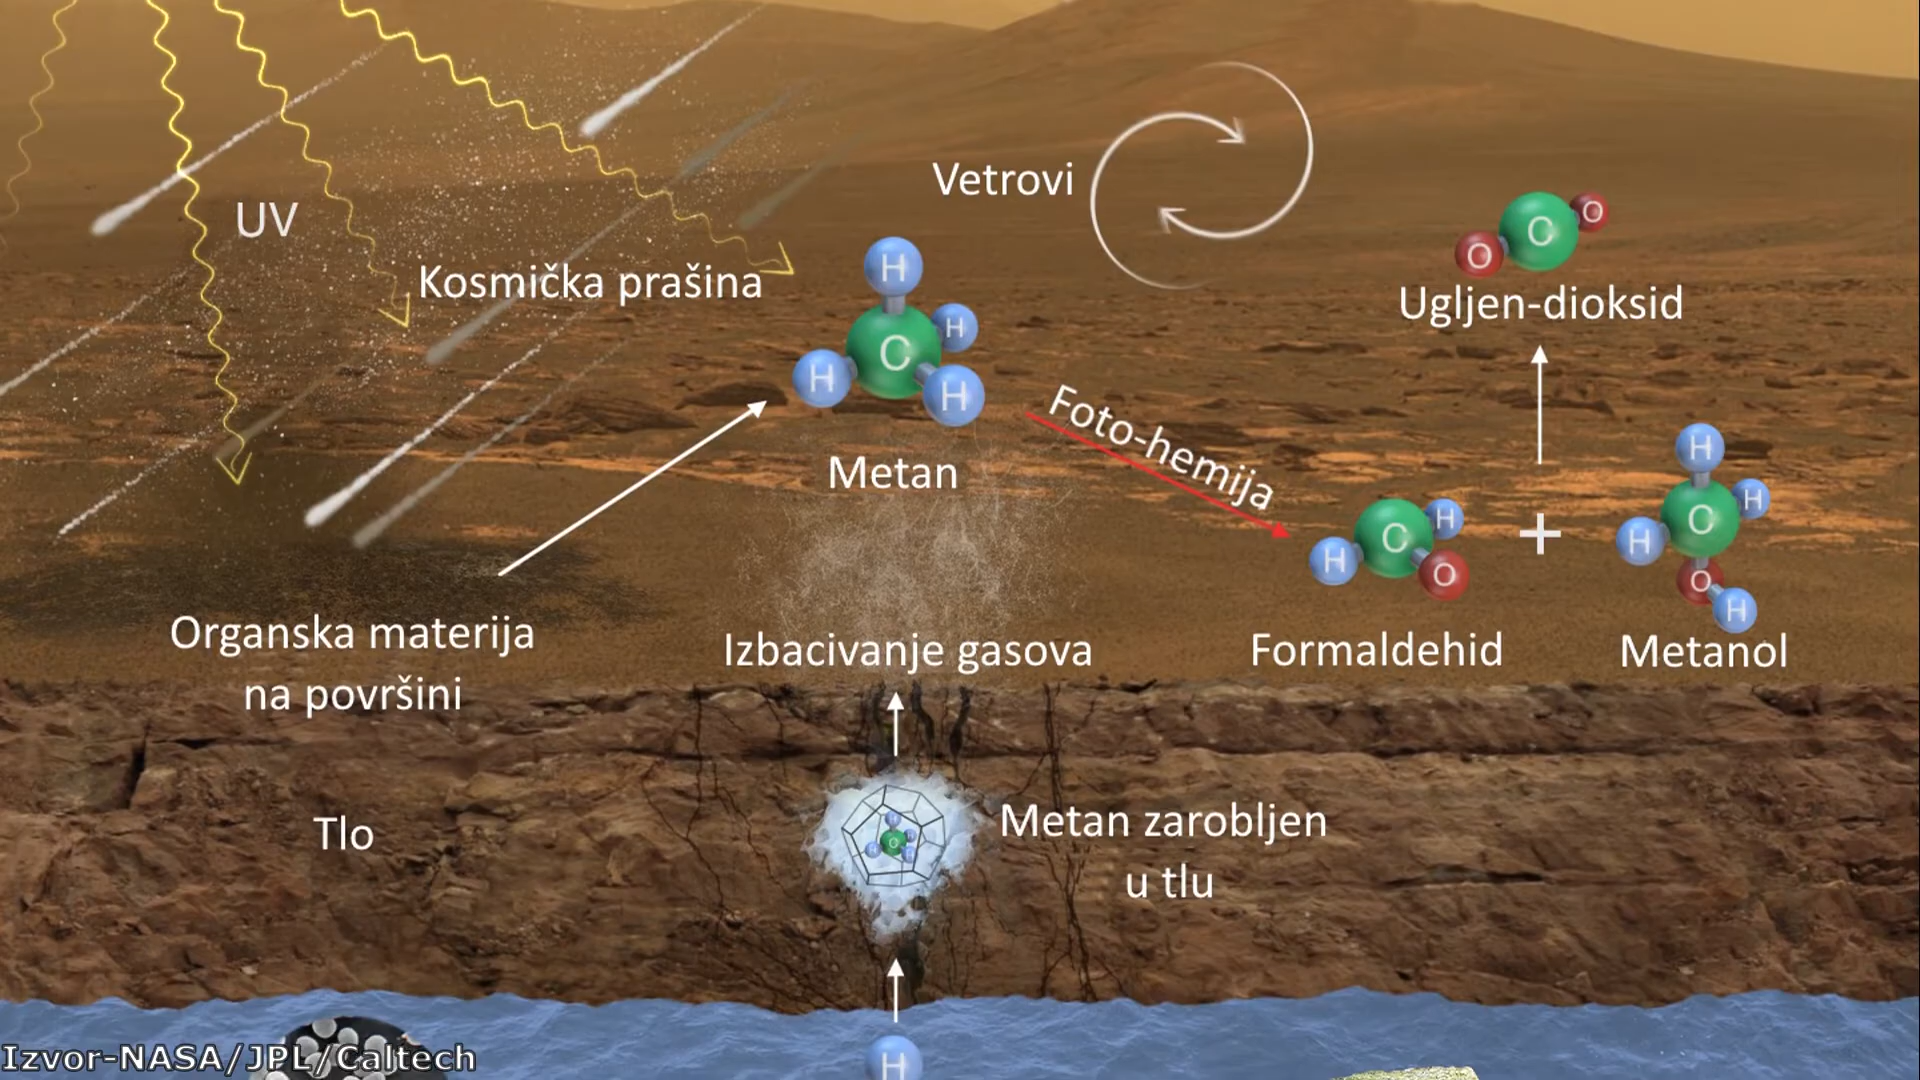 Vetrovi
UV
Kosmička prašina
H
H
H
C
H
O
C
O
Ugljen-dioksid
Metan
Foto-hemija
C
H
H
O
+
H
H
C
H
O
H
Organska materija
na površini
Izbacivanje gasova
Formaldehid
Metanol
Tlo
Metan zarobljen
u tlu
H
C
H
H
H
Izvor-NASA/JPL/Caltech